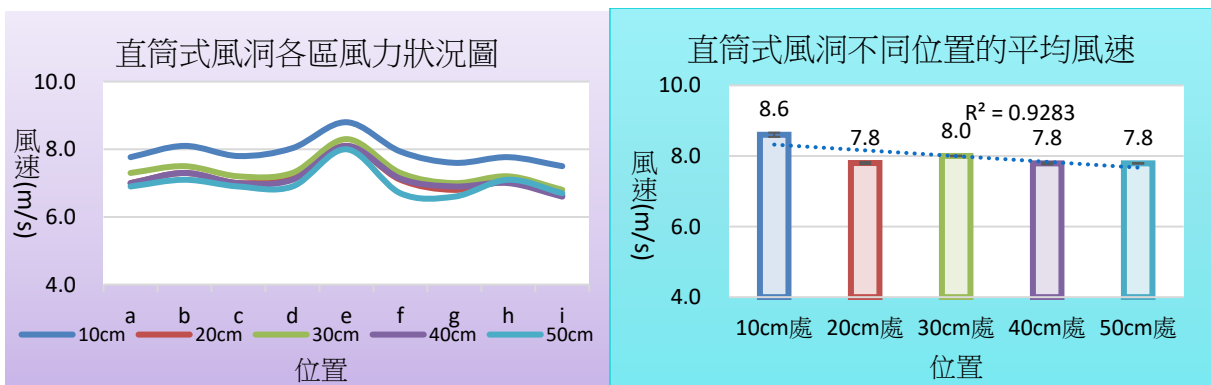 直筒式風洞各區風力狀況圖
10.0
8.0
6.0
4.0
風速(m/s)
a b c d e f g h i
10cm 20cm 30cm 40cm 50cm
位置
直筒式風洞不同位置的平均風速
10.0
8.0
6.0
4.0
風速(m/s)
8.6 7.8 8.0 7.8 7.8
R² = 0.9283
10cm處 20cm處 30cm處 40cm處 50cm處
位置